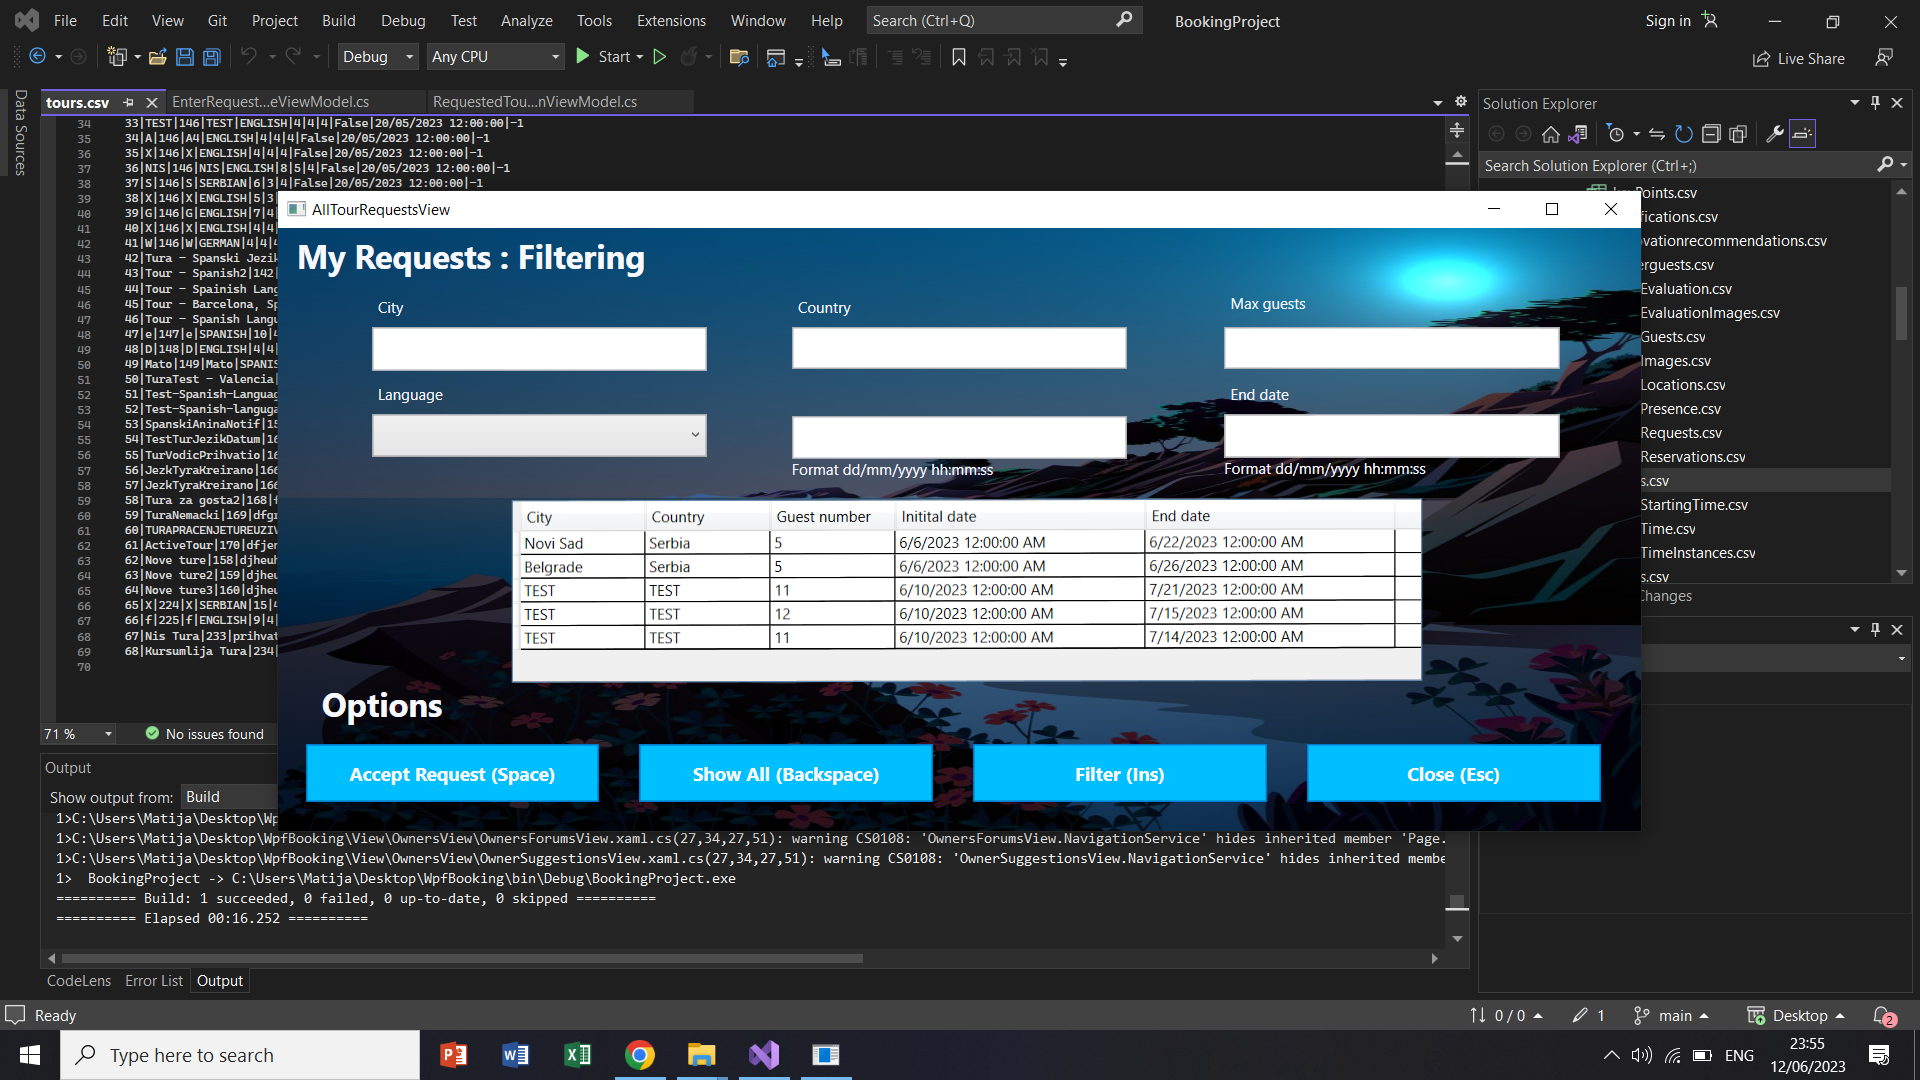 File Edit View Git Project Build Debug Test Analyze Tools Extensions Window Help Search (Ctrl+Q) BookingProject Sign in
Debug Any CPU Start Live Share
Data Sources
tours.csv EnterRequest...eViewModel.cs RequestedTou...nViewModel.cs
34 33|TEST|146|TEST|ENGLISH|4|4|4|False|20/05/2023 12:00:00|-1
35 34|A|146|A4|ENGLISH|4|4|4|False|20/05/2023 12:00:00|-1
36 35|X|146|X|ENGLISH|4|4|4|False|20/05/2023 12:00:00|-1
37 36|NIS|146|NIS|ENGLISH|8|5|4|False|20/05/2023 12:00:00|-1
38 37|S|146|S|SERBIAN|6|3|4|False|20/05/2023 12:00:00|-1
39 38|X|146|X|ENGLISH|5|3|
40 39|G|146|G|ENGLISH|7|4|
41 40|X|146|X|ENGLISH|4|4|
42 41|W|146|W|GERMAN|4|4|4
43 42|Tura - Spanski Jezik
44 43|Tour - Spanish2|142|
45 44|Tour - Spainish Lang
46 45|Tour - Barcelona, Sp
47 46|Tour - Spanish Langu
48 47|e|147|e|SPANISH|10|4
49 48|D|148|D|ENGLISH|4|4|
50 49|Mato|149|Mato|SPANIS
51 50|TuraTest - Valencia|
52 51|Test-Spanish-Languag
53 52|Test-Spanish-languga
54 53|SpanskiAninaNotif|15
55 54|TestTurJezikDatum|16
56 55|TurVodicPrihvatio|16
57 56|JezkTyraKreirano|166
58 57|JezkTyraKreirano|166
59 58|Tura za gosta2|168|f
60 59|TuraNemacki|169|dfgr
61 60|TURAPRACENJETUREUZIV
62 61|ActiveTour|170|dfjer
63 62|Nove ture|158|djheuh
64 63|Nove ture2|159|djheu
65 64|Nove ture3|160|djheu
66 65|X|224|X|SERBIAN|15|4
67 66|f|225|f|ENGLISH|9|4|
68 67|Nis Tura|233|prihvat
69 68|Kursumlija Tura|234|
70
71 % No issues found
AllTourRequestsView
My Requests : Filtering
City Country Max guests
Language End date
Format dd/mm/yyyy hh:mm:ss Format dd/mm/yyyy hh:mm:ss
City Country Guest number Initital date End date
Novi Sad Serbia 5 6/6/2023 12:00:00 AM 6/22/2023 12:00:00 AM
Belgrade Serbia 5 6/6/2023 12:00:00 AM 6/26/2023 12:00:00 AM
TEST TEST 11 6/10/2023 12:00:00 AM 7/21/2023 12:00:00 AM
TEST TEST 12 6/10/2023 12:00:00 AM 7/15/2023 12:00:00 AM
TEST TEST 11 6/10/2023 12:00:00 AM 7/14/2023 12:00:00 AM
Options
Accept Request (Space) Show All (Backspace) Filter (Ins) Close (Esc)
Solution Explorer
Search Solution Explorer (Ctrl+;)
Points.csv
fications.csv
ovationrecommendations.csv
erguests.csv
Evaluation.csv
EvaluationImages.csv
Guests.csv
Images.csv
Locations.csv
Presence.csv
Requests.csv
Reservations.csv
s.csv
StartingTime.csv
Time.csv
TimeInstances.csv
s.csv
Changes
Output
Show output from: Build
1>C:\Users\Matija\Desktop\Wp
1>C:\Users\Matija\Desktop\WpfBooking\View\OwnersView\OwnersForumsView.xaml.cs(27,34,27,51): warning CS0108: 'OwnersForumsView.NavigationService' hides inherited member 'Page.
1>C:\Users\Matija\Desktop\WpfBooking\View\OwnersView\OwnerSuggestionsView.xaml.cs(27,34,27,51): warning CS0108: 'OwnerSuggestionsView.NavigationService' hides inherited membe
1> BookingProject -> C:\Users\Matija\Desktop\WpfBooking\bin\Debug\BookingProject.exe
========== Build: 1 succeeded, 0 failed, 0 up-to-date, 0 skipped ==========
========== Elapsed 00:16.252 ==========
CodeLens Error List Output
Ready 0 / 0 1 main Desktop 2
Type here to search ENG 23:55
12/06/2023